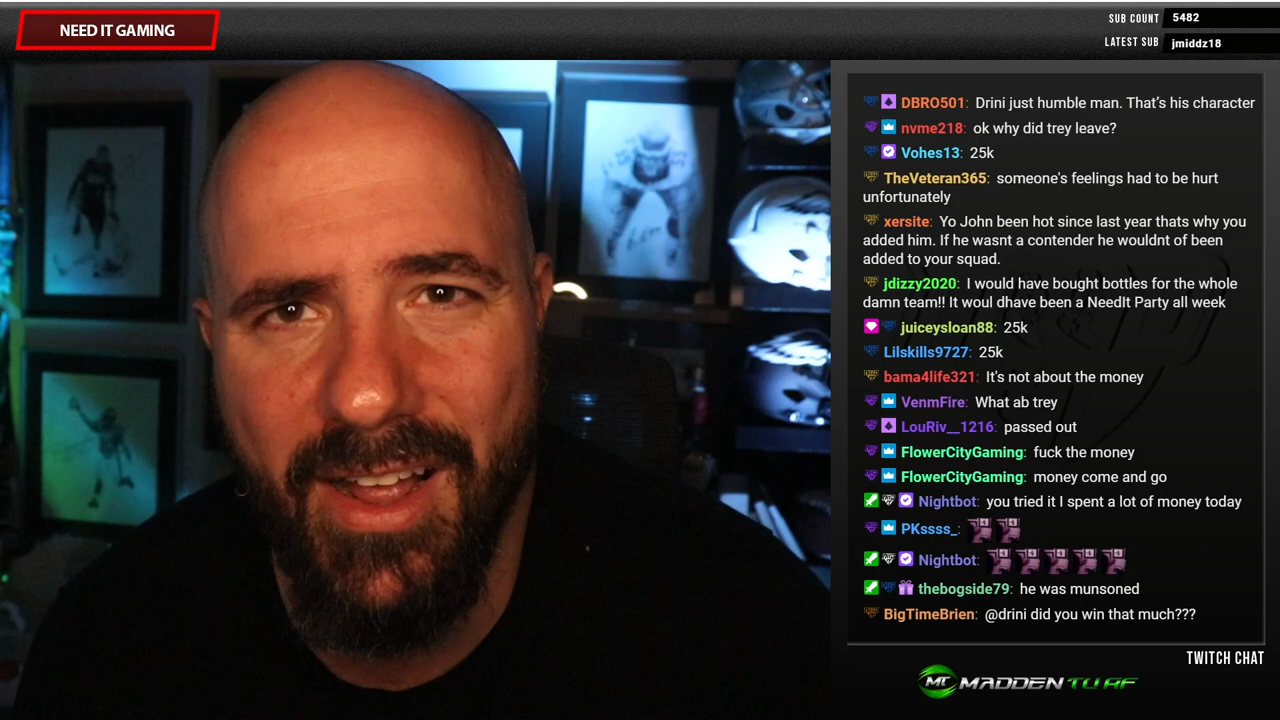 NEED IT GAMING
SUB COUNT 5482
LATEST SUB jmiddz18
DBRO501: Drini just humble man. That's his character
nvme218: ok why did trey leave?
Vohes13: 25k
TheVeteran365: someone's feelings had to be hurt
unfortunately
xersite: Yo John been hot since last year thats why you
added him. If he wasnt a contender he wouldnt of been
added to your squad.
jdizzy2020: I would have bought bottles for the whole
damn team!! It woul dhave been a NeedIt Party all week
juiceysloan88: 25k
Lilskills9727: 25k
bama4life321: It's not about the money
VenmFire: What ab trey
LouRiv__1216: passed out
FlowerCityGaming: fuck the money
FlowerCityGaming: money come and go
Nightbot: you tried it I spent a lot of money today
PKssss_:
Nightbot:
thebogside79: he was munsoned
BigTimeBrien: @drini did you win that much???
TWITCH CHAT
MT MADDEN TURF